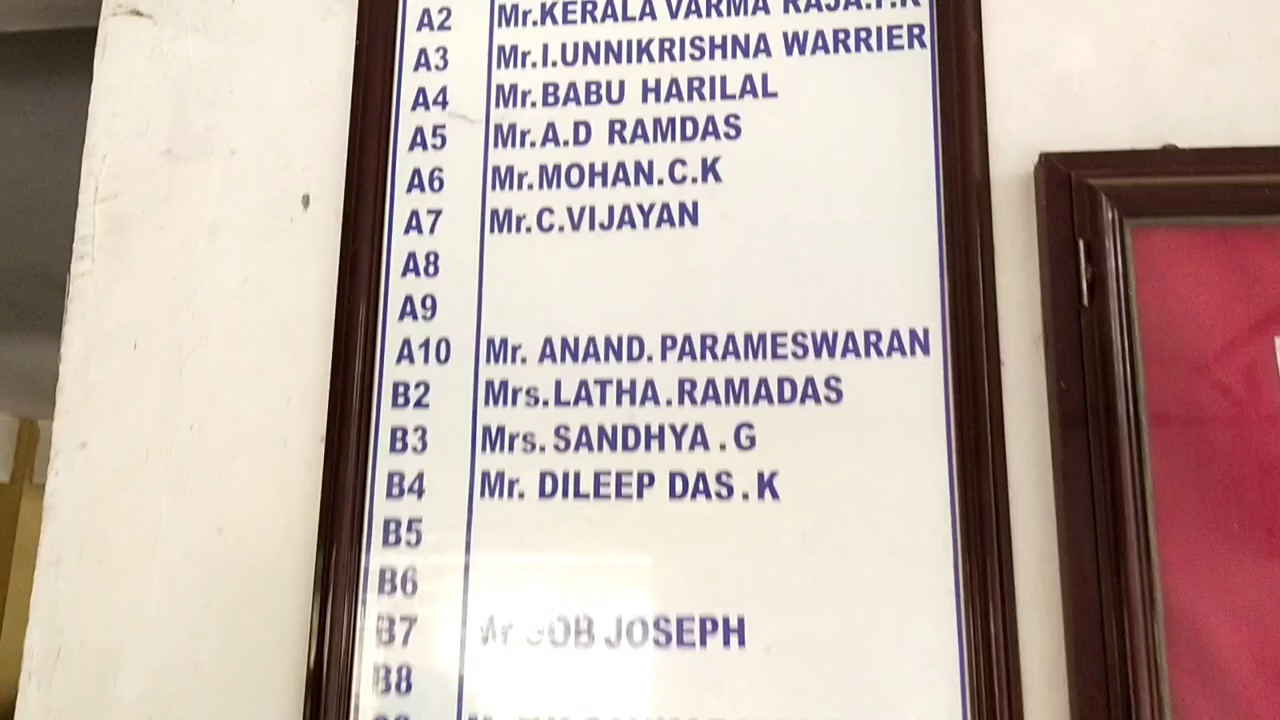 A2 Mr.KERALA VARMA RAJA.P.K
A3 Mr.I.UNNIKRISHNA WARRIER
A4 Mr.BABU HARILAL
A5 Mr.A.D RAMDAS
A6 Mr.MOHAN.C.K
A7 Mr.C.VIJAYAN
A8
A9
A10 Mr. ANAND.PARAMESWARAN
B2 Mrs.LATHA.RAMADAS
B3 Mrs.SANDHYA.G
B4 Mr. DILEEP DAS.K
B5
B6
B7 Mr. JOSEPH
B8